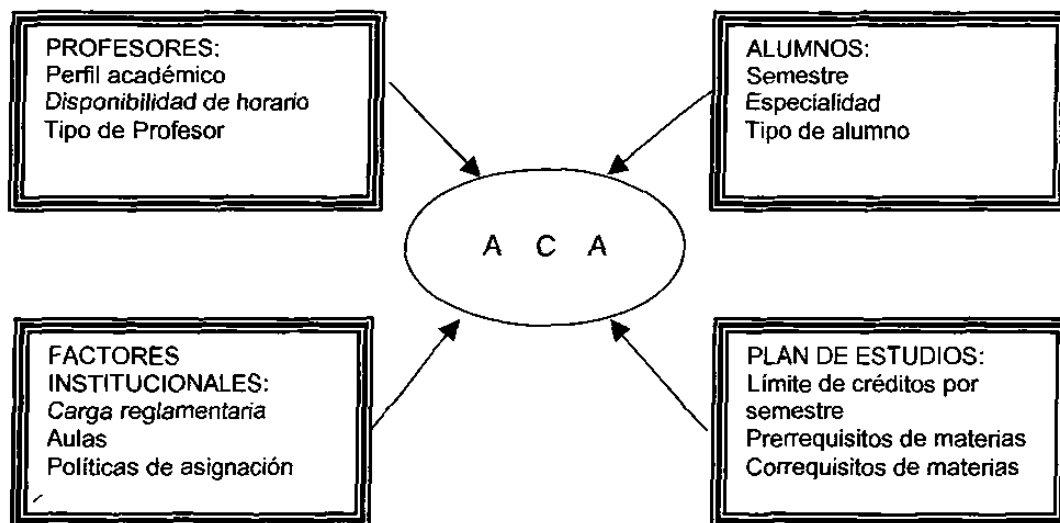 PROFESORES:
Perfil académico
Disponibilidad de horario
Tipo de Profesor
ALUMNOS:
Semestre
Especialidad
Tipo de alumno
A C A
FACTORES
INSTITUCIONALES:
Carga reglamentaria
Aulas
Políticas de asignación
PLAN DE ESTUDIOS:
Límite de créditos por
semestre
Prerrequisitos de materias
Correquisitos de materias